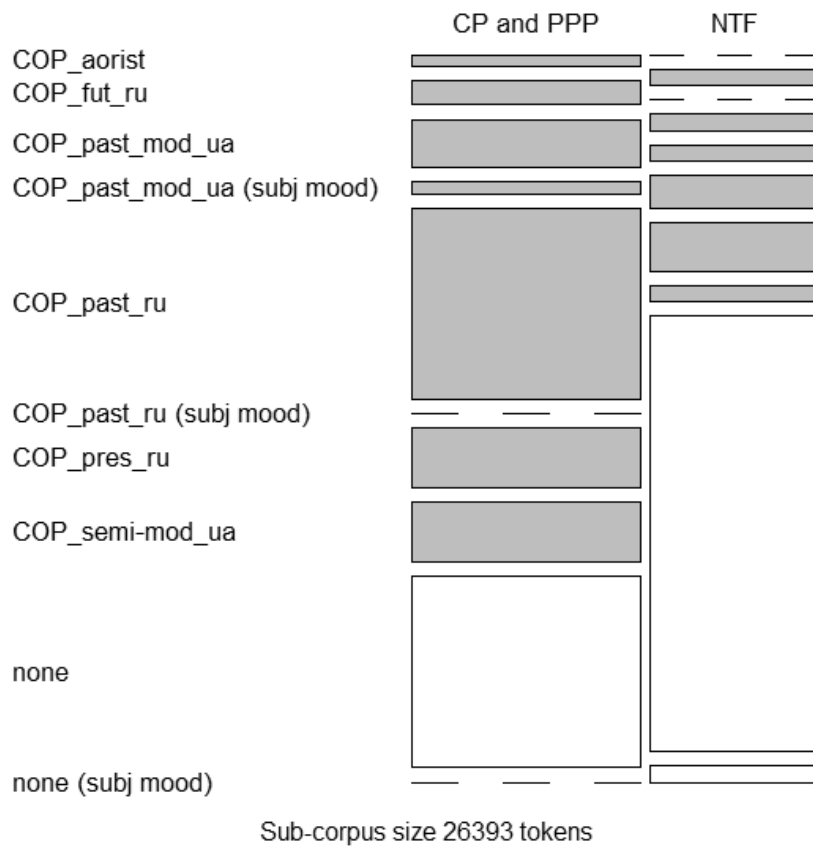 CP and PPP NTF
COP_aorist
COP_fut_ru
COP_past_mod_ua
COP_past_mod_ua (subj mood)
COP_past_ru
COP_past_ru (subj mood)
COP_pres_ru
COP_semi-mod_ua
none
none (subj mood)
Sub-corpus size 26393 tokens